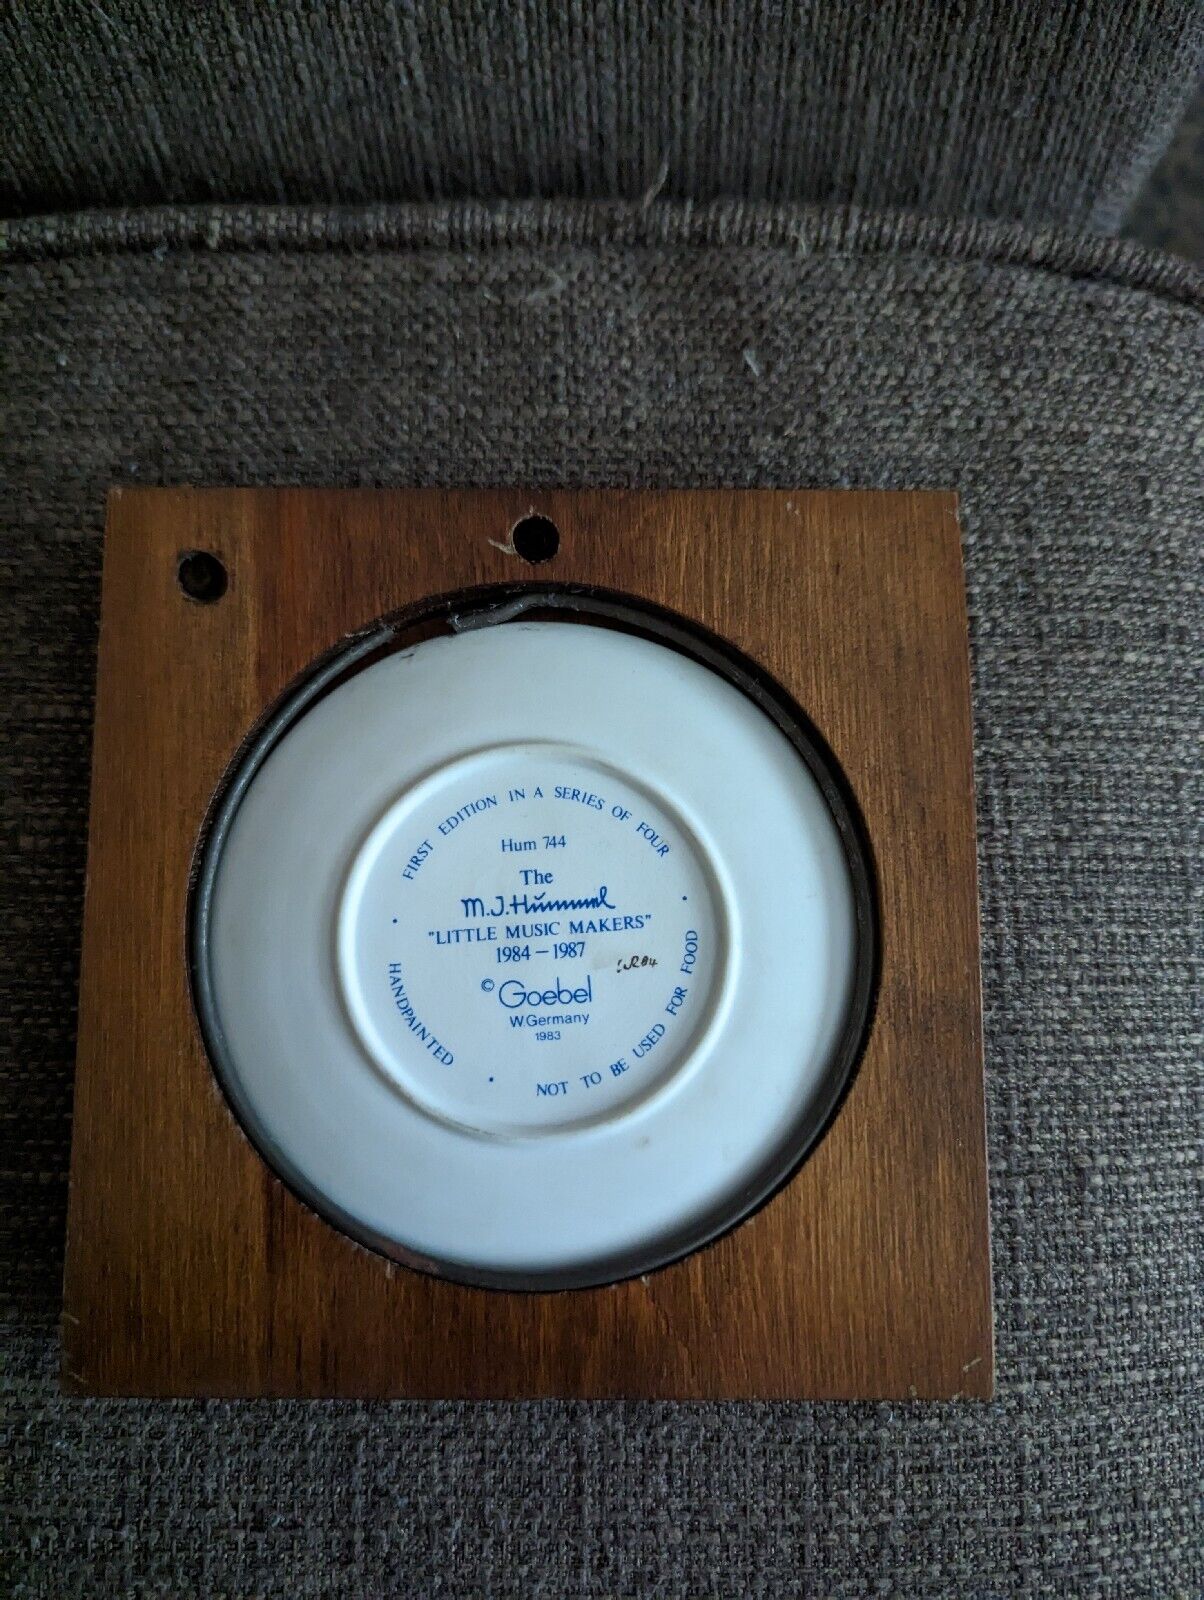 FIRST EDITION IN A SERIES OF FOUR
Hum 744
The
M.J.Hummel
"LITTLE MUSIC MAKERS"
1984 – 1987
© Goebel
W.Germany
1983
HANDPAINTED
NOT TO BE USED FOR FOOD